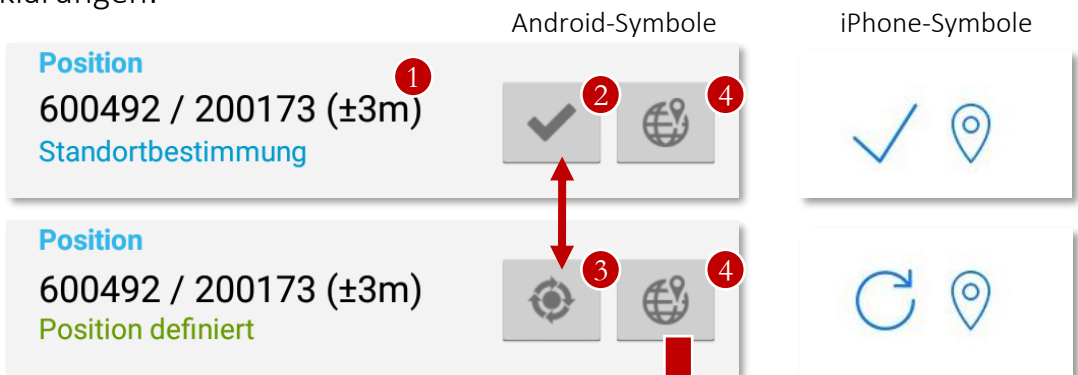 klärungen.
Android-Symbole
iPhone-Symbole
Position
1
600492 / 200173 (±3m)
2
4
Standortbestimmung
Position
3
4
600492 / 200173 (±3m)
Position definiert